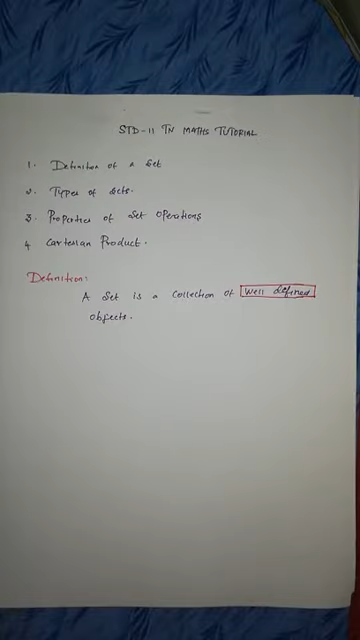 STD-11 TN MATHS TUTORIAL
1. Definition of a Set
2. Types of Sets.
3. Properties of Set Operations
4 Cartesian Product.
Definition:
A Set is a Collection of Well defined
objects.